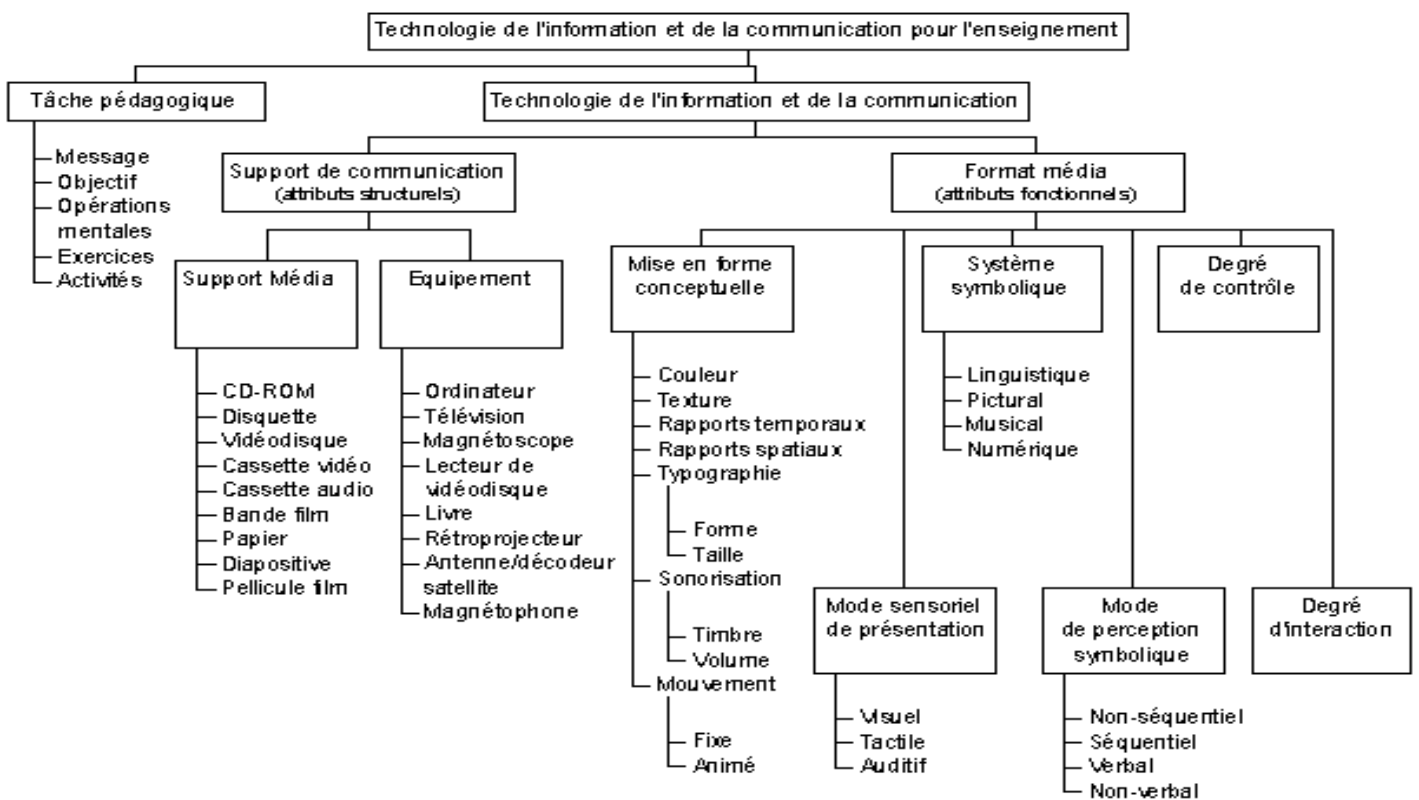 Technologie de l'information et de la communication pour l'enseignement
Tâche pédagogique
Technologie de l'information et de la communication
Message
Objectif
Opérations
mentales
Exercices
Activités
Support de communication
(attributs structurels)
Format média
(attributs fonctionnels)
Support Média
Equipement
Mise en forme
conceptuelle
Système
symbolique
Degré
de contrôle
CD-ROM
Disquette
Vidéodisque
Cassette vidéo
Cassette audio
Bande film
Papier
Diapositive
Pellicule film
Ordinateur
Télévision
Magnétoscope
Lecteur de
vidéodisque
Livre
Rétroprojecteur
Antenne/décodeur
satellite
Magnétophone
Couleur
Texture
Rapports temporaux
Rapports spatiaux
Typographie
Forme
Taille
Sonorisation
Timbre
Volume
Mouvement
Fixe
Animé
Linguistique
Pictural
Musical
Numérique
Mode sensoriel
de présentation
Mode
de perception
symbolique
Degré
d'interaction
Visuel
Tactile
Auditif
Non-séquentiel
Séquentiel
Verbal
Non-verbal